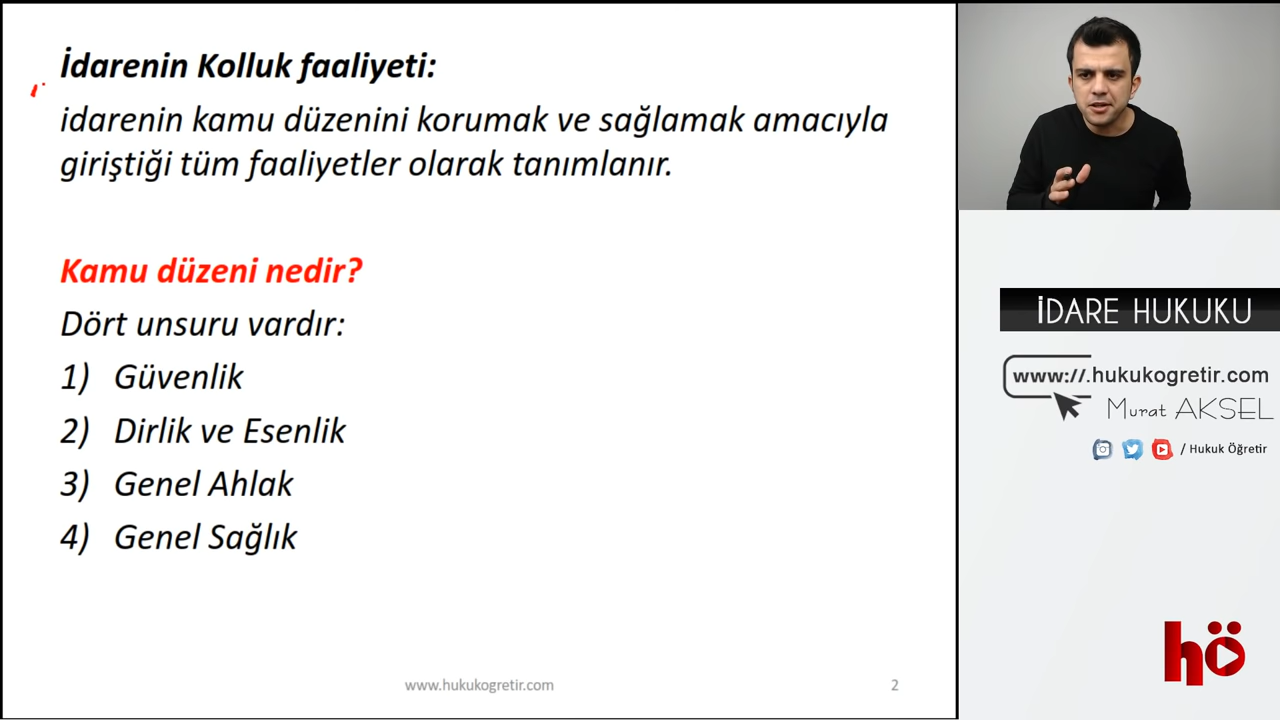 İdarenin Kolluk faaliyeti:
idarenin kamu düzenini korumak ve sağlamak amacıyla
giriştiği tüm faaliyetler olarak tanımlanır.
Kamu düzeni nedir?
Dört unsuru vardır:
1) Güvenlik
2) Dirlik ve Esenlik
3) Genel Ahlak
4) Genel Sağlık
www.hukukogretir.com
2
İDARE HUKUKU
www://.hukukogretir.com
Murat AKSEL
/ Hukuk Öğretir
hö